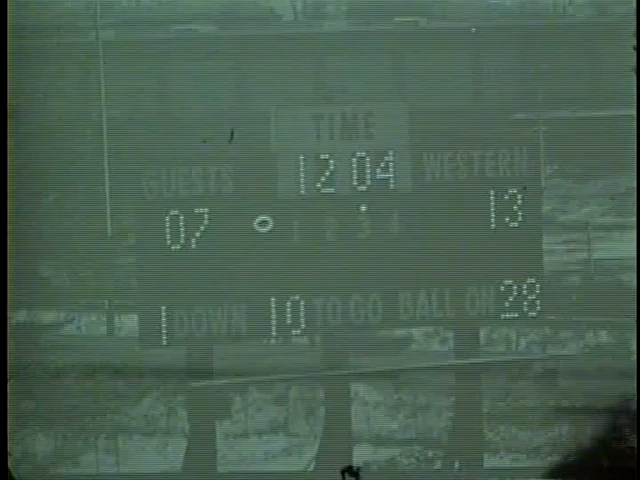 TIME
GUESTS 12 04 WESTERN
07 1 2 3 4 13
1 DOWN 10 TO GO BALL ON 28